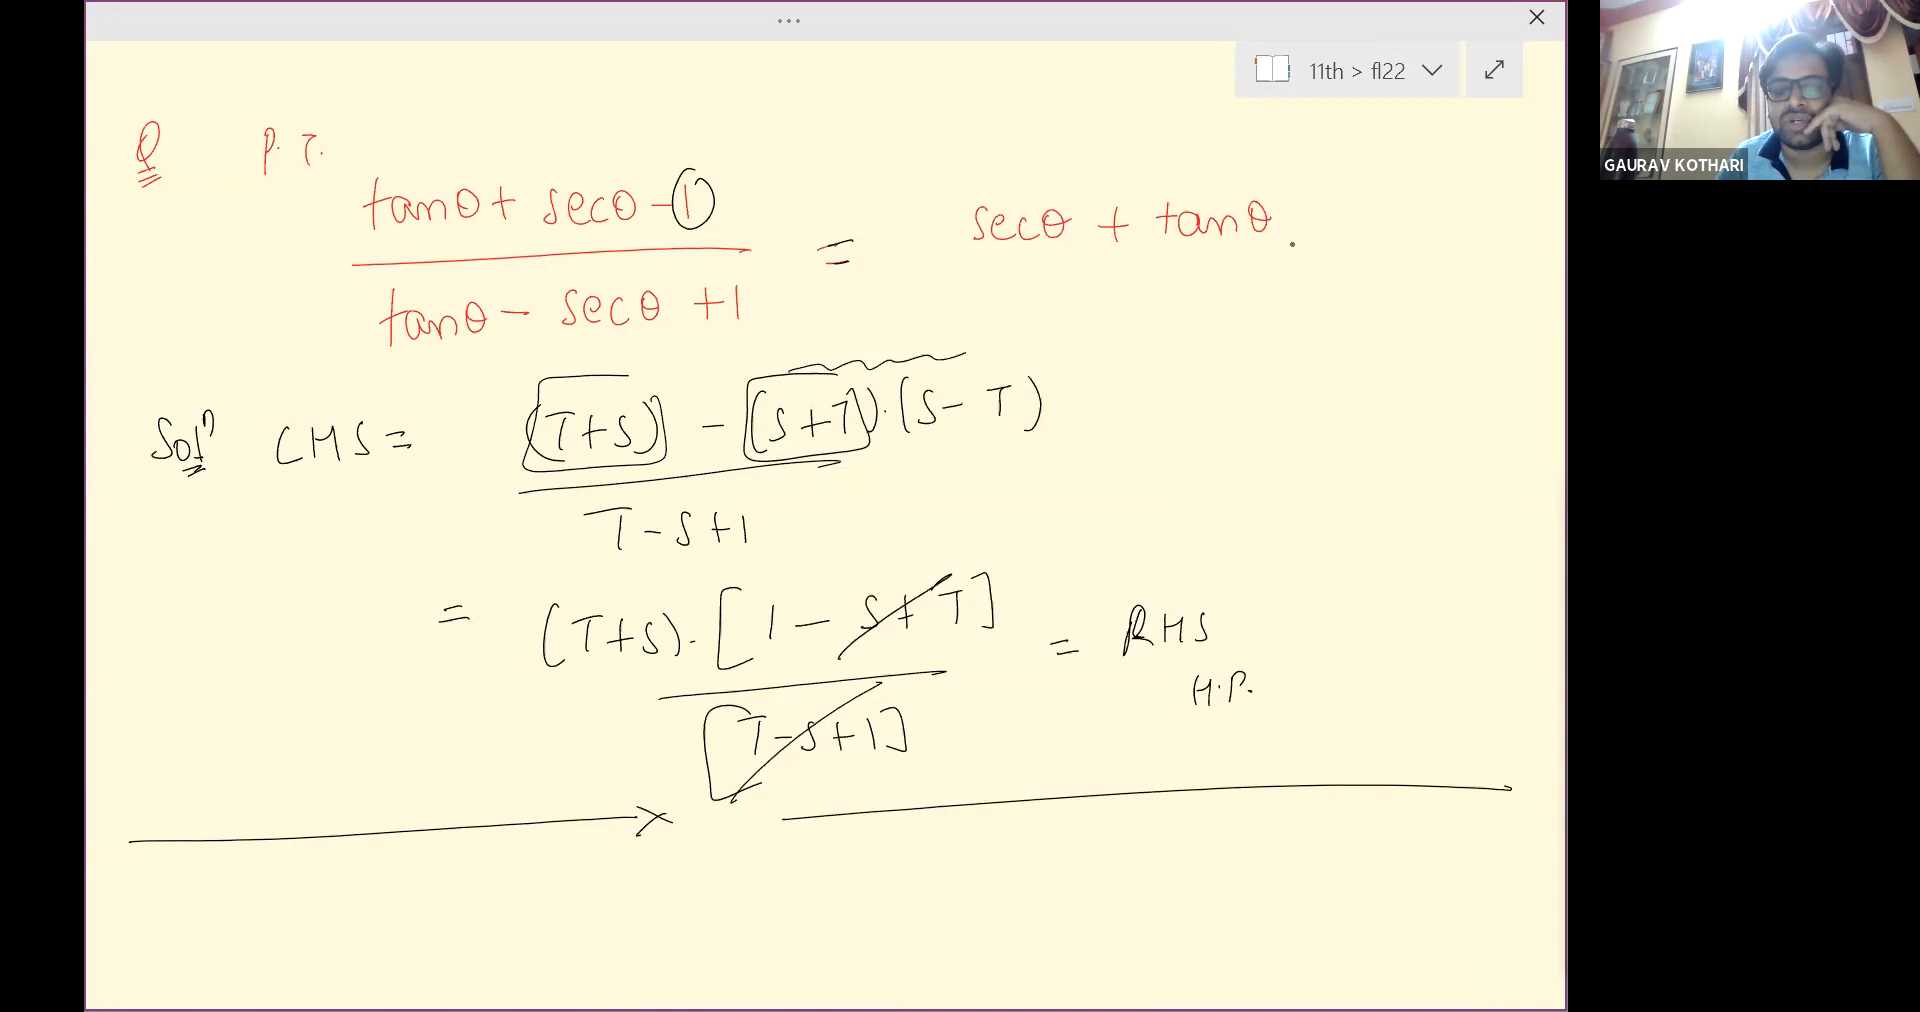 11th > fl22
GAURAV KOTHARI
Q P.T.
tanθ + secθ - 1 / tanθ - secθ + 1 = secθ + tanθ.
Solⁿ LHS = (T+S) - (S+T)·(S-T) / T-S+1
= (T+S)·[1-S+T] / [T-S+1] = RHS
H.P.